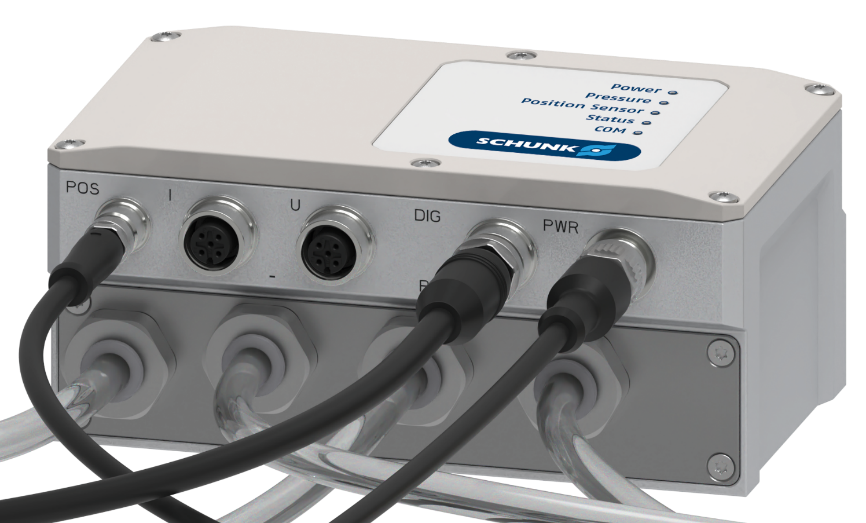 Power
Pressure
Position Sensor
Status
COM
SCHUNK
POS
I
U
DIG
PWR
-